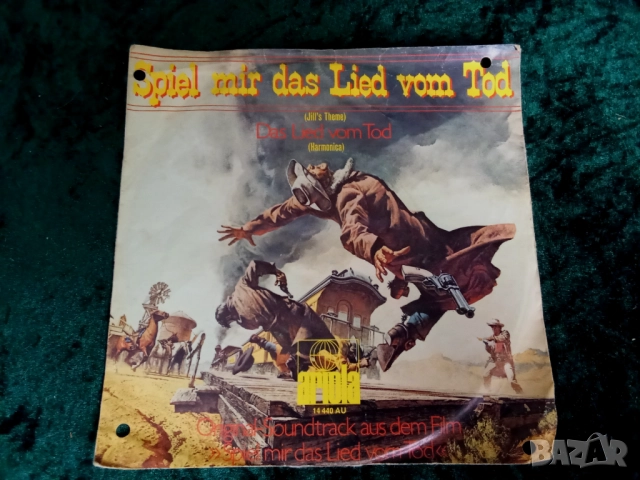 Spiel mir das Lied vom Tod
(Jill's Theme)
Das Lied vom Tod
(Harmonica)
ariola
14 440 AU
Original-Soundtrack aus dem Film
»Spiel mir das Lied vom Tod«
BAZAR